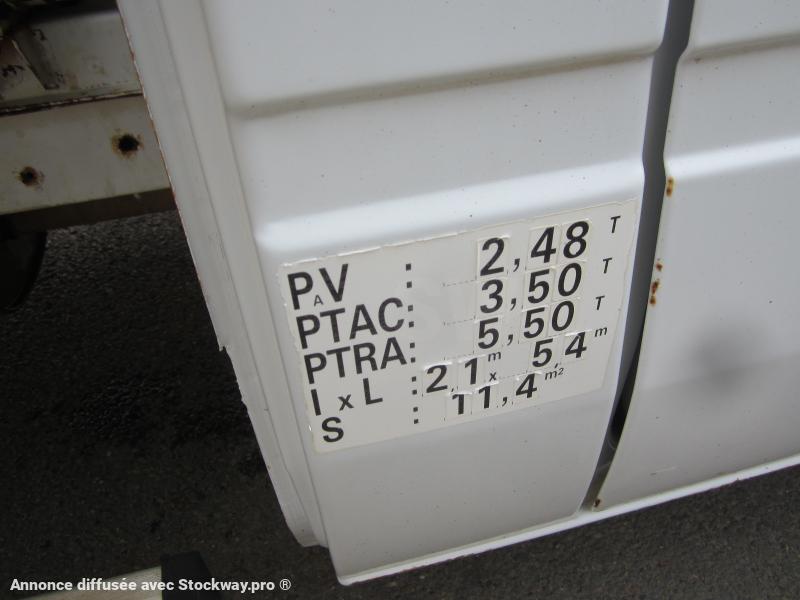 PAV : 2,48 T
PTAC: 3,50 T
PTRA: 5,50 T
l x L : 2,1 m x 5,4 m
S : 11,4 m²
Annonce diffusée avec Stockway.pro ®